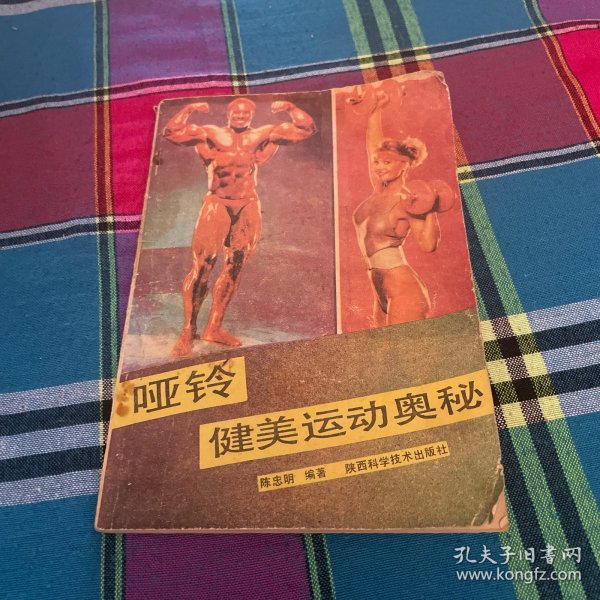 哑铃
健美运动奥秘
陈忠明 编著 陕西科学技术出版社
孔夫子旧书网
www.kongfz.com